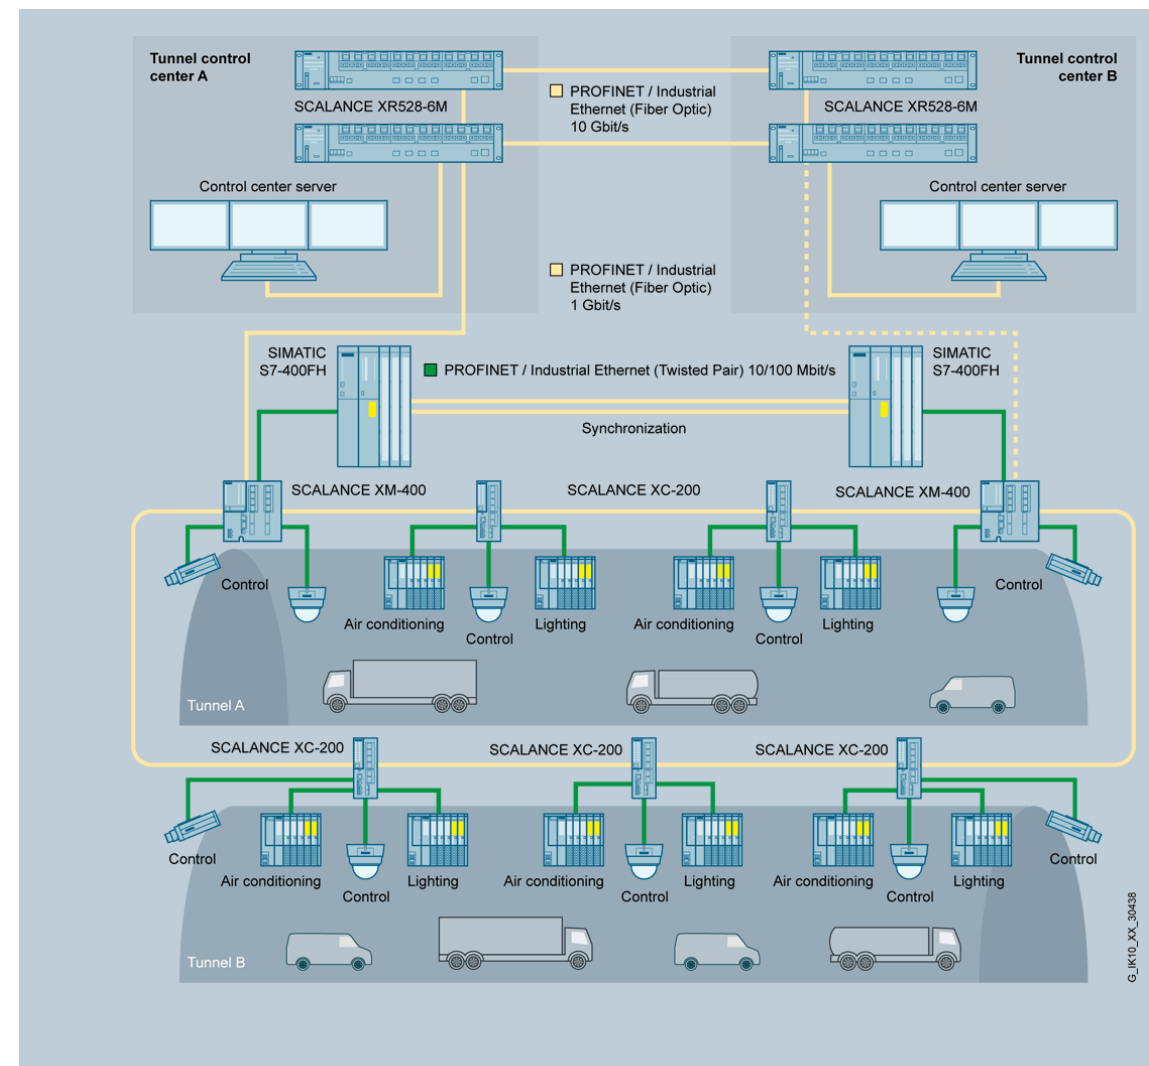 Tunnel control
center A
Tunnel control
center B
SCALANCE XR528-6M
PROFINET / Industrial
Ethernet (Fiber Optic)
10 Gbit/s
SCALANCE XR528-6M
Control center server
Control center server
PROFINET / Industrial
Ethernet (Fiber Optic)
1 Gbit/s
SIMATIC
S7-400FH
PROFINET / Industrial Ethernet (Twisted Pair) 10/100 Mbit/s
SIMATIC
S7-400FH
Synchronization
SCALANCE XM-400
SCALANCE XC-200
SCALANCE XM-400
Control
Air conditioning
Control
Lighting
Air conditioning
Control
Lighting
Control
Tunnel A
SCALANCE XC-200
SCALANCE XC-200
SCALANCE XC-200
Control
Air conditioning
Control
Lighting
Air conditioning
Control
Lighting
Air conditioning
Control
Lighting
Control
Tunnel B
G_IK10_XX_30438